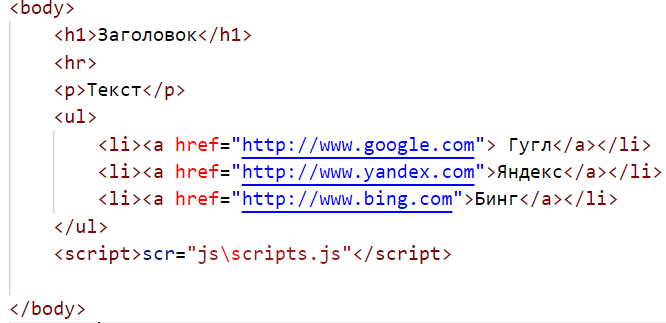 <body>
<h1>Заголовок</h1>
<hr>
<p>Текст</p>
<ul>
<li><a href="http://www.google.com"> Гугл</a></li>
<li><a href="http://www.yandex.com">Яндекс</a></li>
<li><a href="http://www.bing.com">Бинг</a></li>
</ul>
<script>scr="js\scripts.js"</script>
</body>